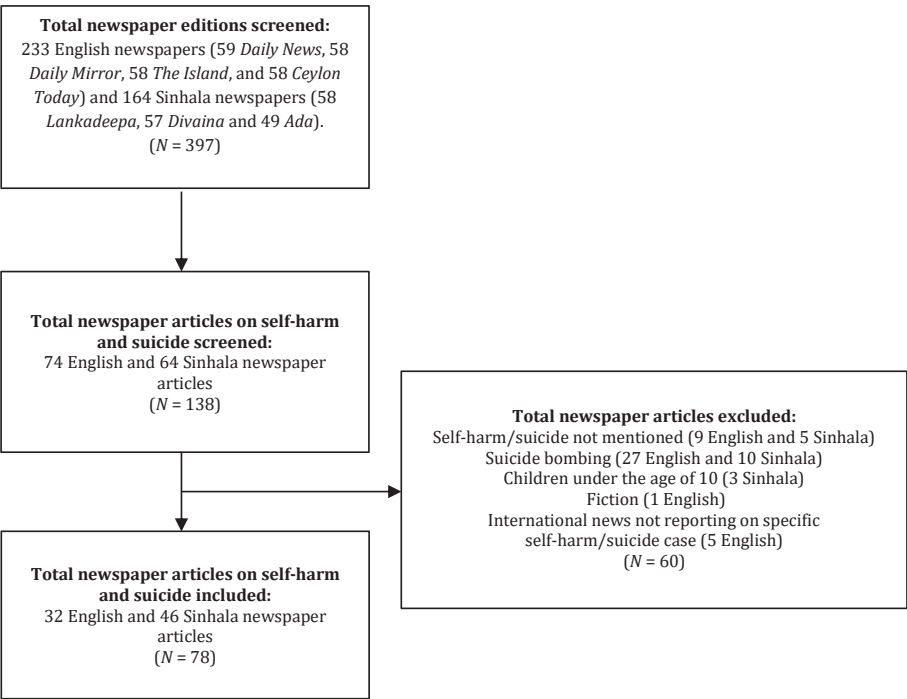 Total newspaper editions screened:
233 English newspapers (59 Daily News, 58
Daily Mirror, 58 The Island, and 58 Ceylon
Today) and 164 Sinhala newspapers (58
Lankadeepa, 57 Divaina and 49 Ada).
(N = 397)
Total newspaper articles on self-harm
and suicide screened:
74 English and 64 Sinhala newspaper
articles
(N = 138)
Total newspaper articles excluded:
Self-harm/suicide not mentioned (9 English and 5 Sinhala)
Suicide bombing (27 English and 10 Sinhala)
Children under the age of 10 (3 Sinhala)
Fiction (1 English)
International news not reporting on specific
self-harm/suicide case (5 English)
(N = 60)
Total newspaper articles on self-harm
and suicide included:
32 English and 46 Sinhala newspaper
articles
(N = 78)